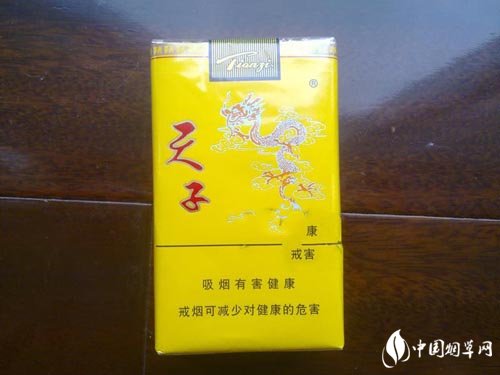 Tianzi
®
天子
康
戒害
吸烟有害健康
戒烟可减少对健康的危害
中国烟草网